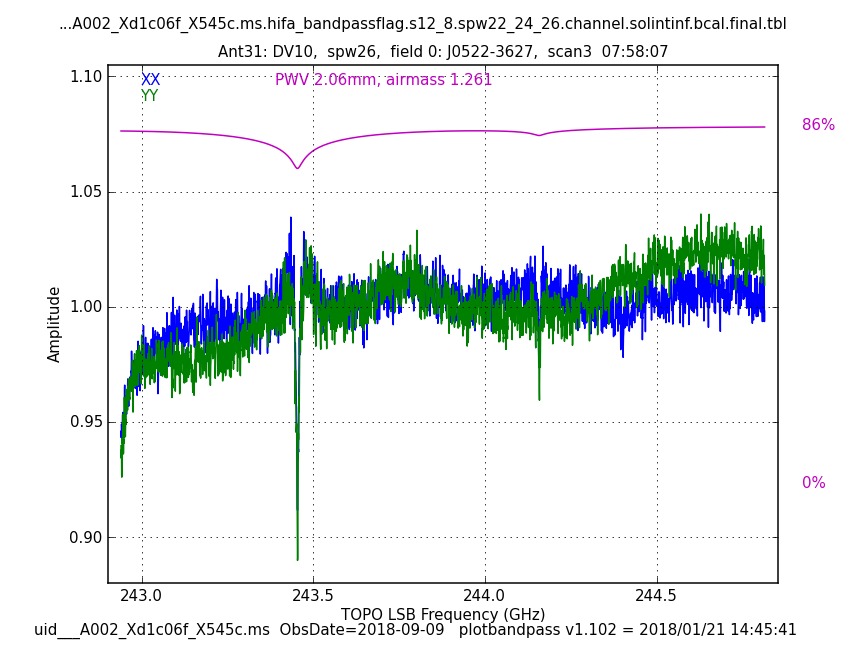 ...A002_Xd1c06f_X545c.ms.hifa_bandpassflag.s12_8.spw22_24_26.channel.solintinf.bcal.final.tbl
Ant31: DV10,  spw26,  field 0: J0522-3627,  scan3  07:58:07
XX
PWV 2.06mm, airmass 1.261
YY
1.10
1.05
1.00
0.95
0.90
Amplitude
86%
0%
243.0
243.5
244.0
244.5
TOPO LSB Frequency (GHz)
uid___A002_Xd1c06f_X545c.ms  ObsDate=2018-09-09   plotbandpass v1.102 = 2018/01/21 14:45:41